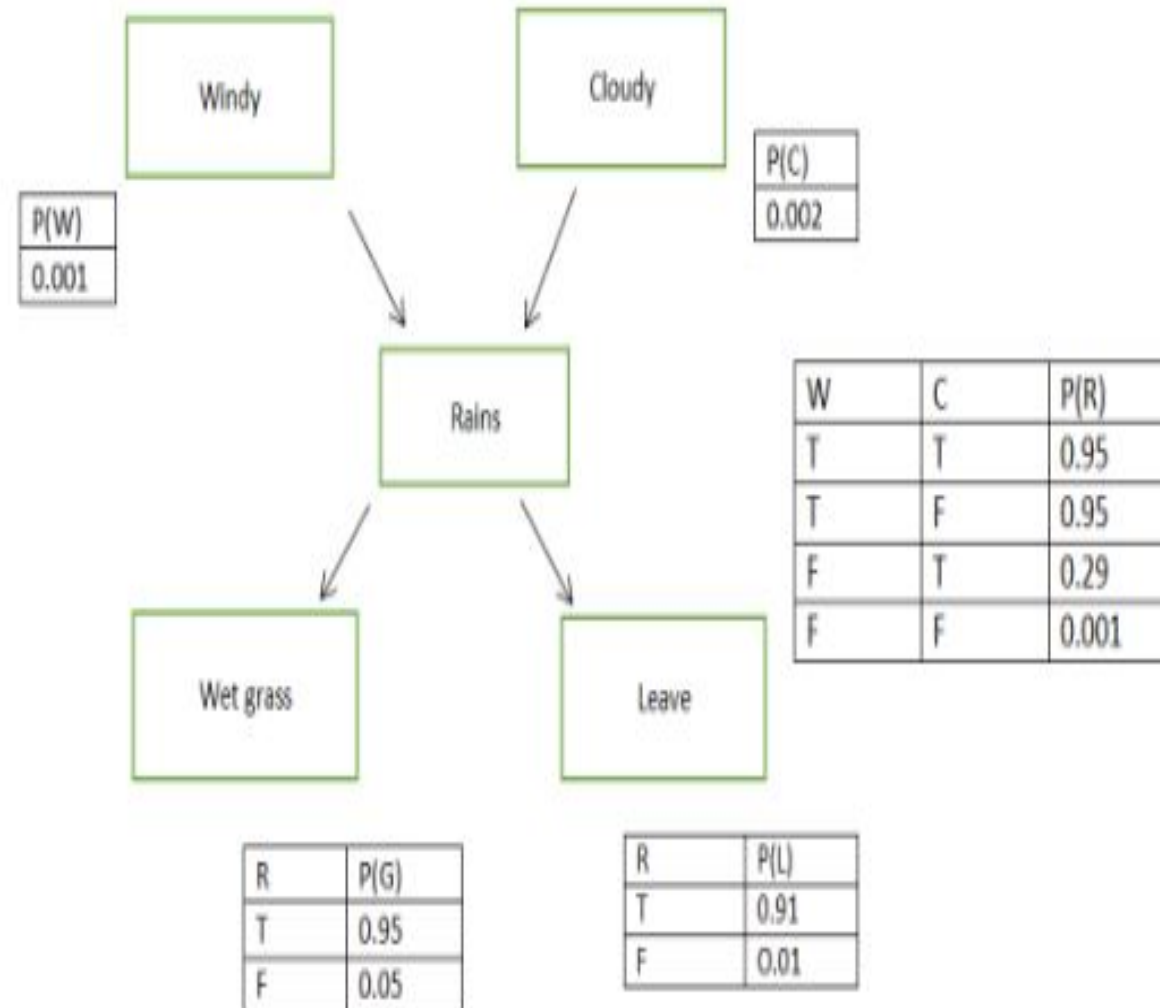 Windy
Cloudy
P(C)
0.002
P(W)
0.001
Rains
W C P(R)
T T 0.95
T F 0.95
F T 0.29
F F 0.001
Wet grass
Leave
R P(G)
T 0.95
F 0.05
R P(L)
T 0.91
F 0.01